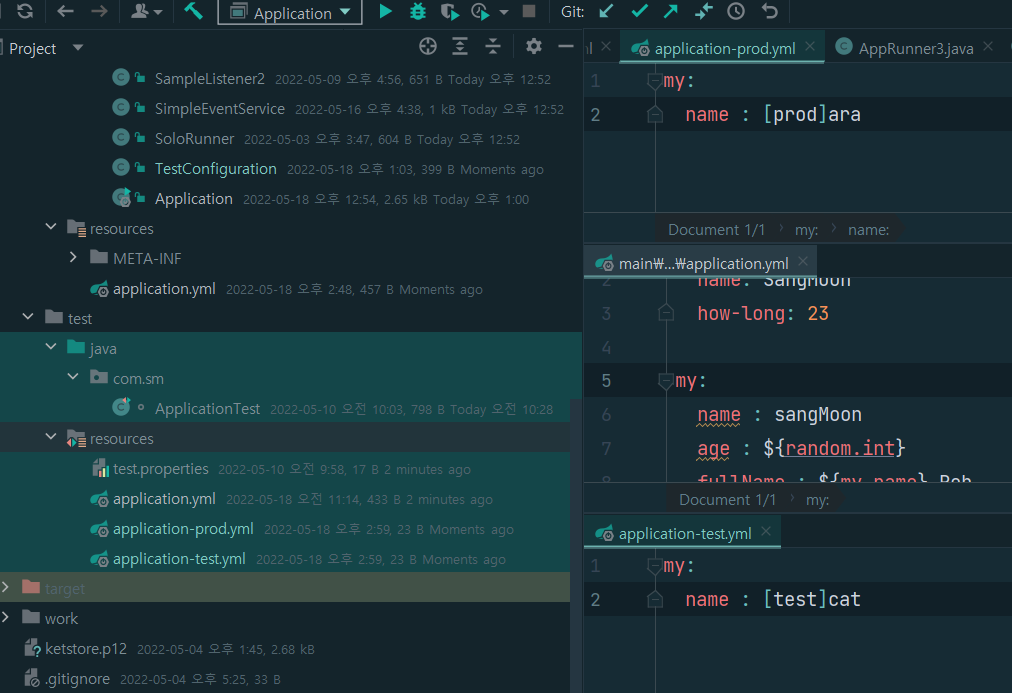 Application
Git:
Project
SampleListener2 2022-05-09 오후 4:56, 651 B Today 오후 12:52
SimpleEventService 2022-05-16 오후 4:38, 1 kB Today 오후 12:52
SoloRunner 2022-05-03 오후 3:47, 604 B Today 오후 12:52
TestConfiguration 2022-05-18 오후 1:03, 399 B Moments ago
Application 2022-05-18 오후 12:54, 2.65 kB Today 오후 1:00
resources
META-INF
application.yml 2022-05-18 오후 2:48, 457 B Moments ago
test
java
com.sm
ApplicationTest 2022-05-10 오전 10:03, 798 B Today 오전 10:28
resources
test.properties 2022-05-10 오전 9:58, 17 B 2 minutes ago
application.yml 2022-05-18 오전 11:14, 433 B 2 minutes ago
application-prod.yml 2022-05-18 오후 2:59, 23 B Moments ago
application-test.yml 2022-05-18 오후 2:59, 23 B Moments ago
target
work
ketstore.p12 2022-05-04 오후 1:45, 2.68 kB
.gitignore 2022-05-04 오후 5:25, 33 B
application-prod.yml AppRunner3.java
1 my:
2 name : [prod]ara
Document 1/1 my: name:
main₩...₩application.yml
2 name: SangMoon
3 how-long: 23
4
5 my:
6 name : sangMoon
7 age : ${random.int}
8 fullName : ${my.name} Bob
Document 1/1 my:
application-test.yml
1 my:
2 name : [test]cat